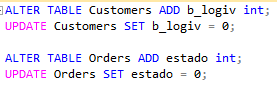 ALTER TABLE Customers ADD b_logiv int;
UPDATE Customers SET b_logiv = 0;
ALTER TABLE Orders ADD estado int;
UPDATE Orders SET estado = 0;